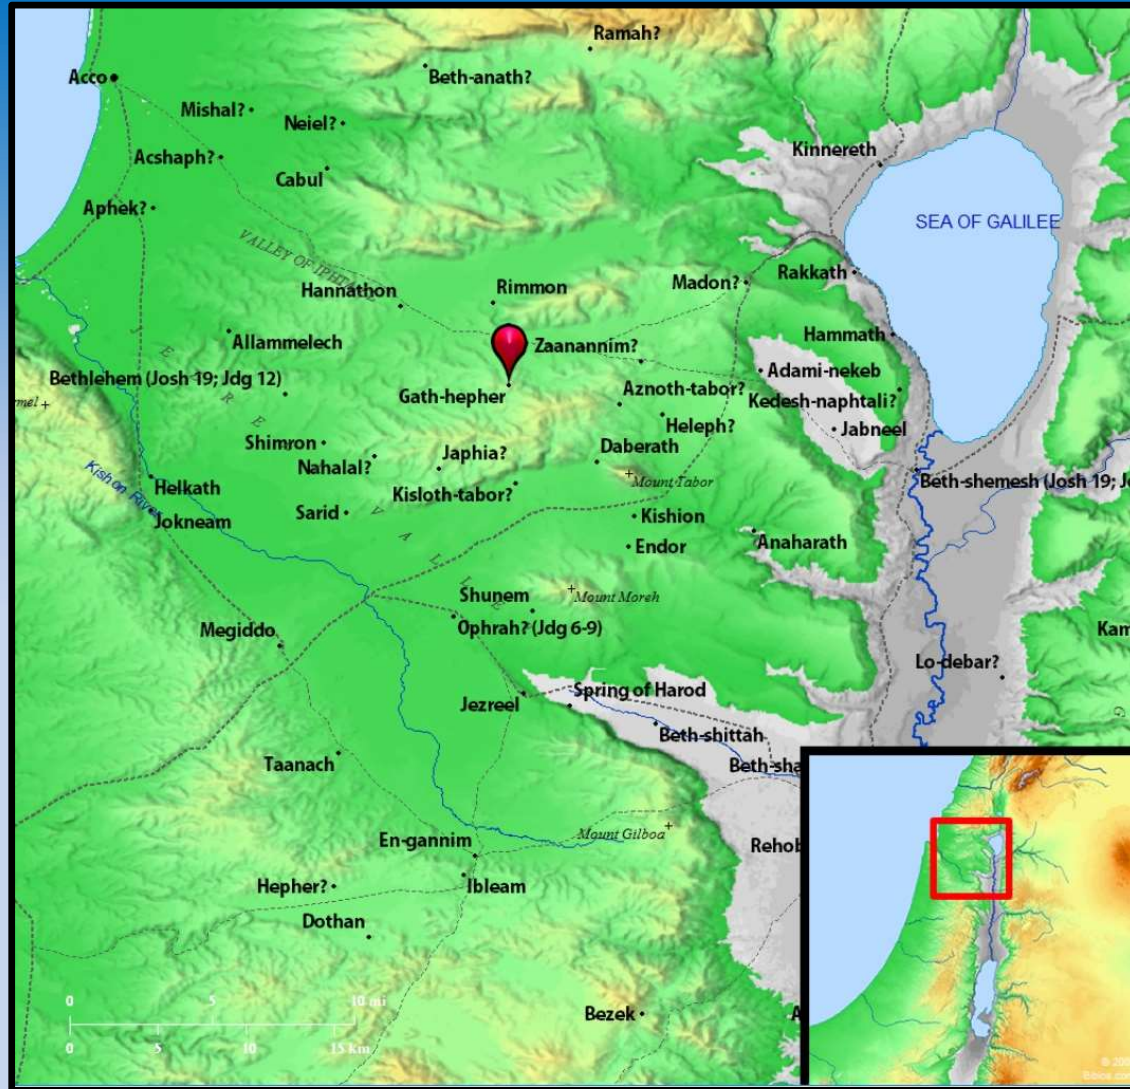 Ramah?
Beth-anath?
Acco
Mishal?
Neiel?
Kinnereth
Acshaph?
Cabul
Aphek?
SEA OF GALILEE
VALLEY OF
Rakkath
Madon?
Rimmon
Hannathon
Hammath
Allammelech
Zaanannim?
Adami-nekeb
Bethlehem (Josh 19; Jdg 12)
Aznoth-tabor?
Gath-hepher
Kedesh-naphtali?
Heleph?
Jabneel
Shimron
Japhia?
Daberath
Nahalal?
Mount Tabor
Beth-shemesh (Josh 19;
Kishon
Helkath
Kisloth-tabor?
Sarid
Jokneam
Kishion
Anaharath
Endor
Shunem
Mount Moreh
Ophrah? (Jdg 6-9)
Megiddo
Lo-debar?
Spring of Harod
Jezreel
Beth-shittah
Taanach
Mount Gilboa
En-gannim
Hepher?
Ibleam
Dothan
0 5 10 mi
Bezek
0 5 10 15 km